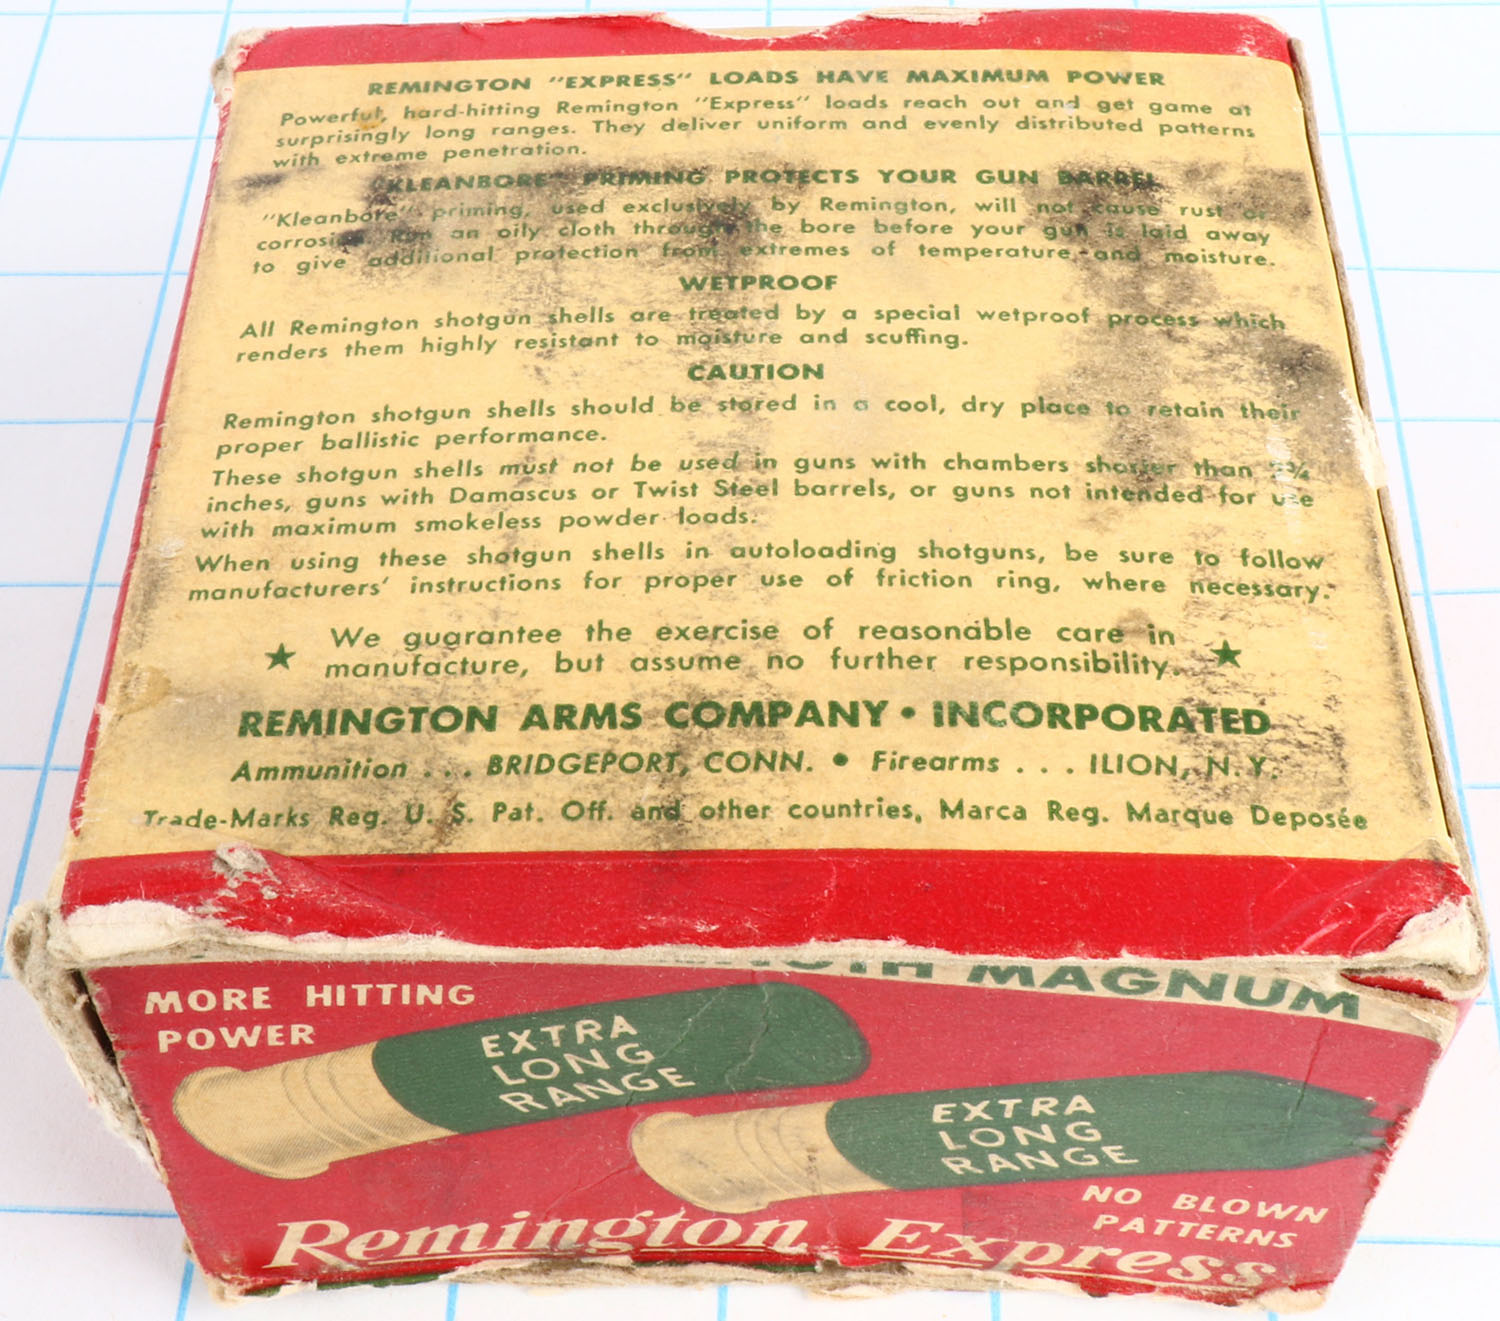 REMINGTON "EXPRESS" LOADS HAVE MAXIMUM POWER
Powerful, hard-hitting Remington "Express" loads reach out and get game at
surprisingly long ranges. They deliver uniform and evenly distributed patterns
with extreme penetration.
"KLEANBORE" PRIMING PROTECTS YOUR GUN BARREL
"Kleanbore" priming, used exclusively by Remington, will not cause rust or
corrosion. Run an oily cloth through the bore before your gun is laid away
to give additional protection from extremes of temperature and moisture.
WETPROOF
All Remington shotgun shells are treated by a special wetproof process which
renders them highly resistant to moisture and scuffing.
CAUTION
Remington shotgun shells should be stored in a cool, dry place to retain their
proper ballistic performance.
These shotgun shells must not be used in guns with chambers shorter than 2¾
inches, guns with Damascus or Twist Steel barrels, or guns not intended for use
with maximum smokeless powder loads.
When using these shotgun shells in autoloading shotguns, be sure to follow
manufacturers' instructions for proper use of friction ring, where necessary.
★ We guarantee the exercise of reasonable care in ★
manufacture, but assume no further responsibility.
REMINGTON ARMS COMPANY • INCORPORATED
Ammunition . . . BRIDGEPORT, CONN. • Firearms . . . ILION, N. Y.
Trade-Marks Reg. U. S. Pat. Off. and other countries, Marca Reg. Marque Deposée
MAGNUM
MORE HITTING
POWER
EXTRA
LONG
RANGE
EXTRA
LONG
RANGE
NO BLOWN
PATTERNS
Remington Express